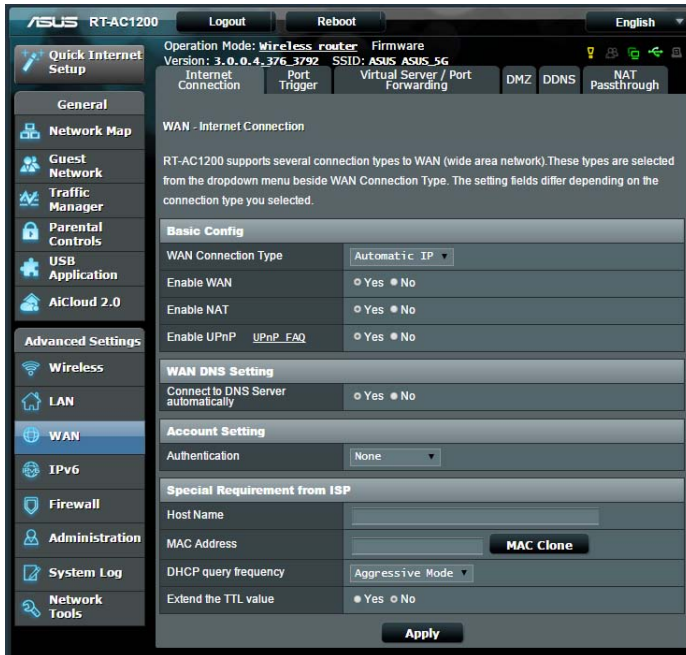 ASUS RT-AC1200
Logout
Reboot
English
Quick Internet
Setup
Operation Mode: Wireless router Firmware
Version: 3.0.0.4.376_3792 SSID: ASUS ASUS_5G
Internet
Connection
Port
Trigger
Virtual Server / Port
Forwarding
DMZ
DDNS
NAT
Passthrough
General
Network Map
Guest
Network
Traffic
Manager
Parental
Controls
USB
Application
AiCloud 2.0
Advanced Settings
Wireless
LAN
WAN
IPv6
Firewall
Administration
System Log
Network
Tools
WAN - Internet Connection
RT-AC1200 supports several connection types to WAN (wide area network).These types are selected
from the dropdown menu beside WAN Connection Type. The setting fields differ depending on the
connection type you selected.
Basic Config
WAN Connection Type Automatic IP
Enable WAN Yes No
Enable NAT Yes No
Enable UPnP UPnP FAQ Yes No
WAN DNS Setting
Connect to DNS Server
automatically
Yes No
Account Setting
Authentication None
Special Requirement from ISP
Host Name
MAC Address MAC Clone
DHCP query frequency Aggressive Mode
Extend the TTL value Yes No
Apply